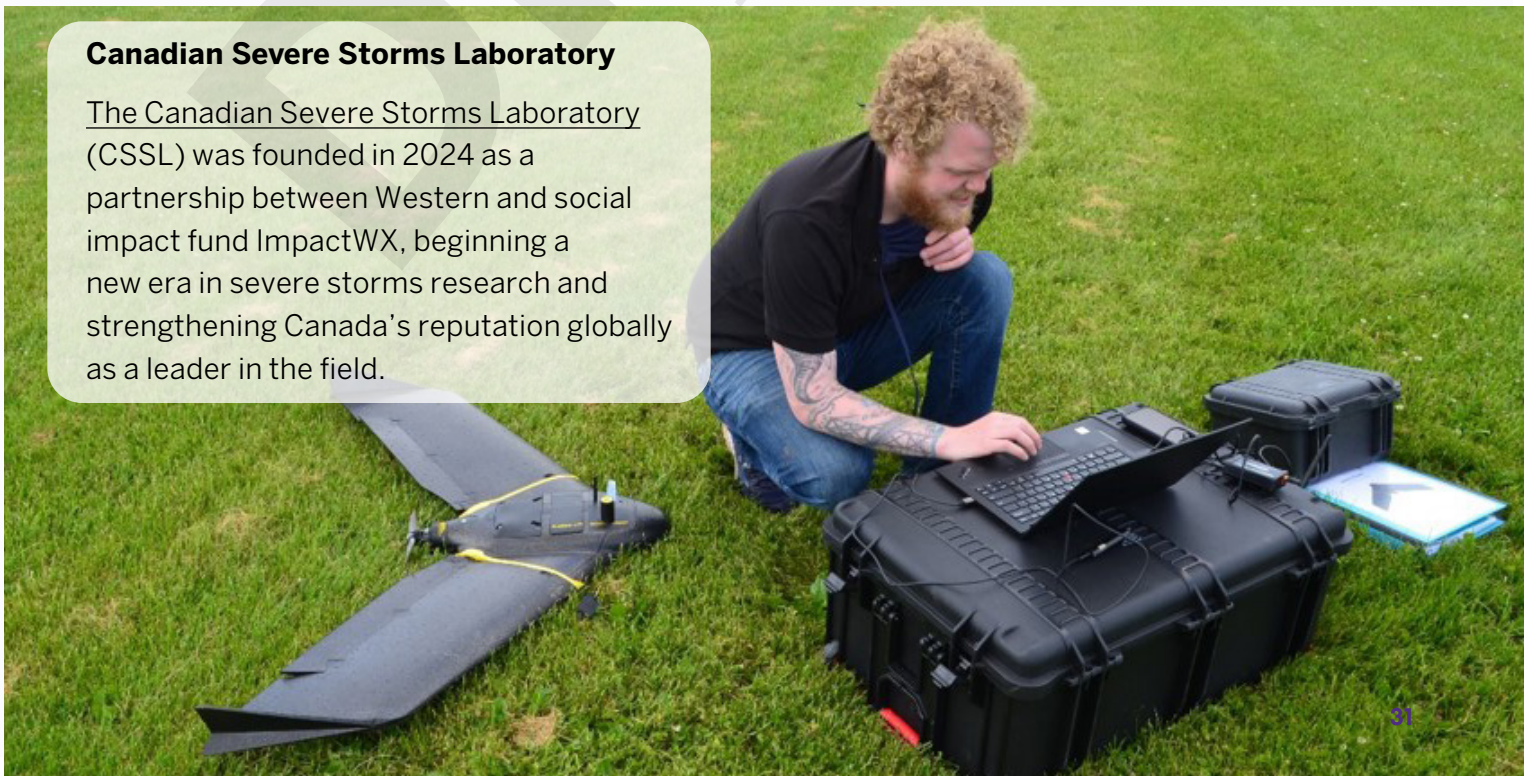 Canadian Severe Storms Laboratory
The Canadian Severe Storms Laboratory
(CSSL) was founded in 2024 as a
partnership between Western and social
impact fund ImpactWX, beginning a
new era in severe storms research and
strengthening Canada’s reputation globally
as a leader in the field.
31